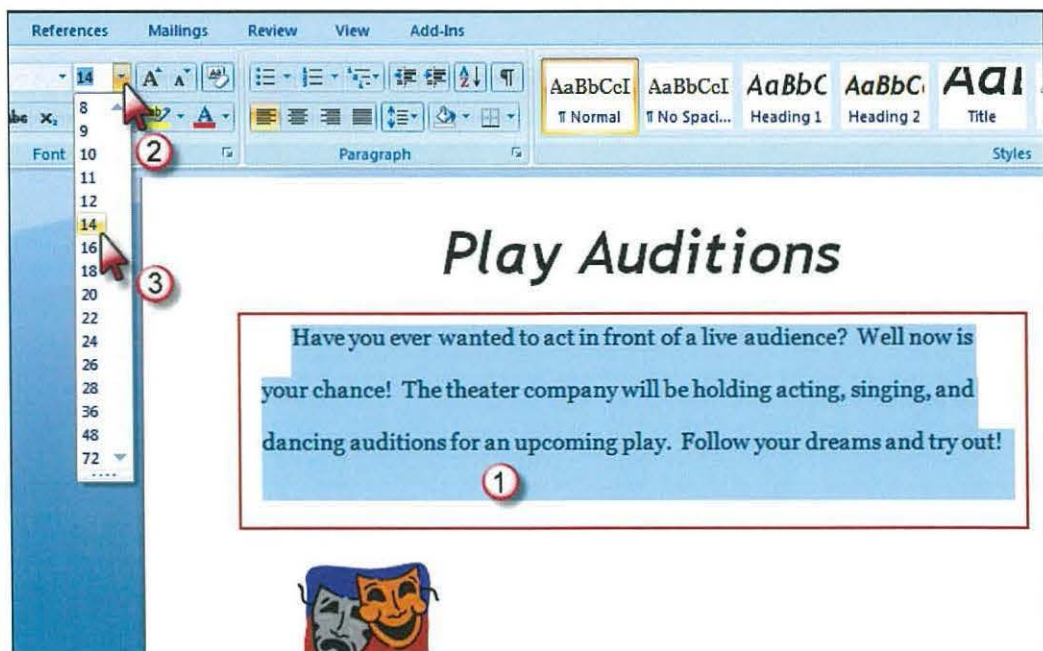 References Mailings Review View Add-Ins
14 A A
AaBbCcI AaBbCcI AaBbC AaBbC
abe X₂ ab A
¶ Normal ¶ No Spaci... Heading 1 Heading 2 Title
Font Paragraph Styles
8
9
10
11
12
14
16
18
20
22
24
26
28
36
48
72
2
3
Play Auditions
Have you ever wanted to act in front of a live audience? Well now is
your chance! The theater company will be holding acting, singing, and
dancing auditions for an upcoming play. Follow your dreams and try out!
1